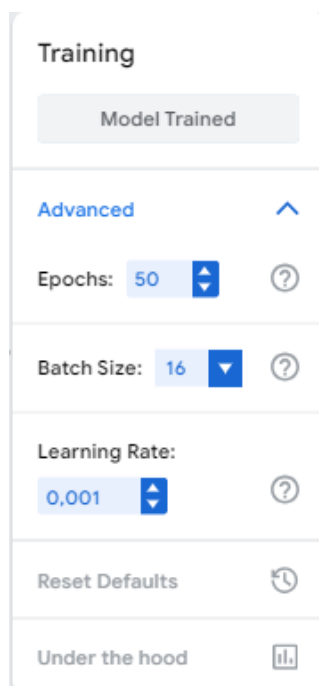 Training
Model Trained
Advanced
Epochs: 50
Batch Size: 16
Learning Rate:
0,001
Reset Defaults
Under the hood